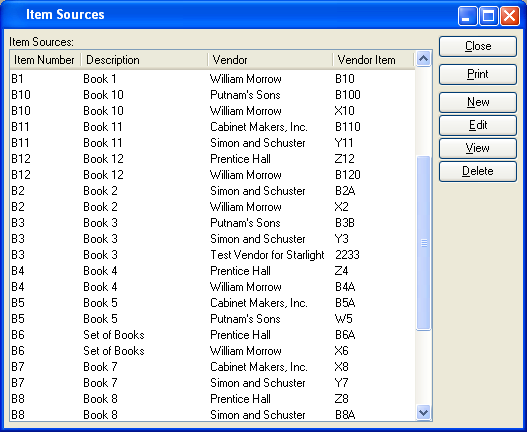 Item Sources
Item Sources:
Item Number Description Vendor Vendor Item
B1 Book 1 William Morrow B10
B10 Book 10 Putnam's Sons B100
B10 Book 10 William Morrow X10
B11 Book 11 Cabinet Makers, Inc. B110
B11 Book 11 Simon and Schuster Y11
B12 Book 12 Prentice Hall Z12
B12 Book 12 William Morrow B120
B2 Book 2 Simon and Schuster B2A
B2 Book 2 William Morrow X2
B3 Book 3 Putnam's Sons B3B
B3 Book 3 Simon and Schuster Y3
B3 Book 3 Test Vendor for Starlight 2233
B4 Book 4 Prentice Hall Z4
B4 Book 4 William Morrow B4A
B5 Book 5 Cabinet Makers, Inc. B5A
B5 Book 5 Putnam's Sons W5
B6 Set of Books Prentice Hall B6A
B6 Set of Books William Morrow X6
B7 Book 7 Cabinet Makers, Inc. X8
B7 Book 7 Simon and Schuster Y7
B8 Book 8 Prentice Hall Z8
B8 Book 8 Simon and Schuster B8A
Close
Print
New
Edit
View
Delete